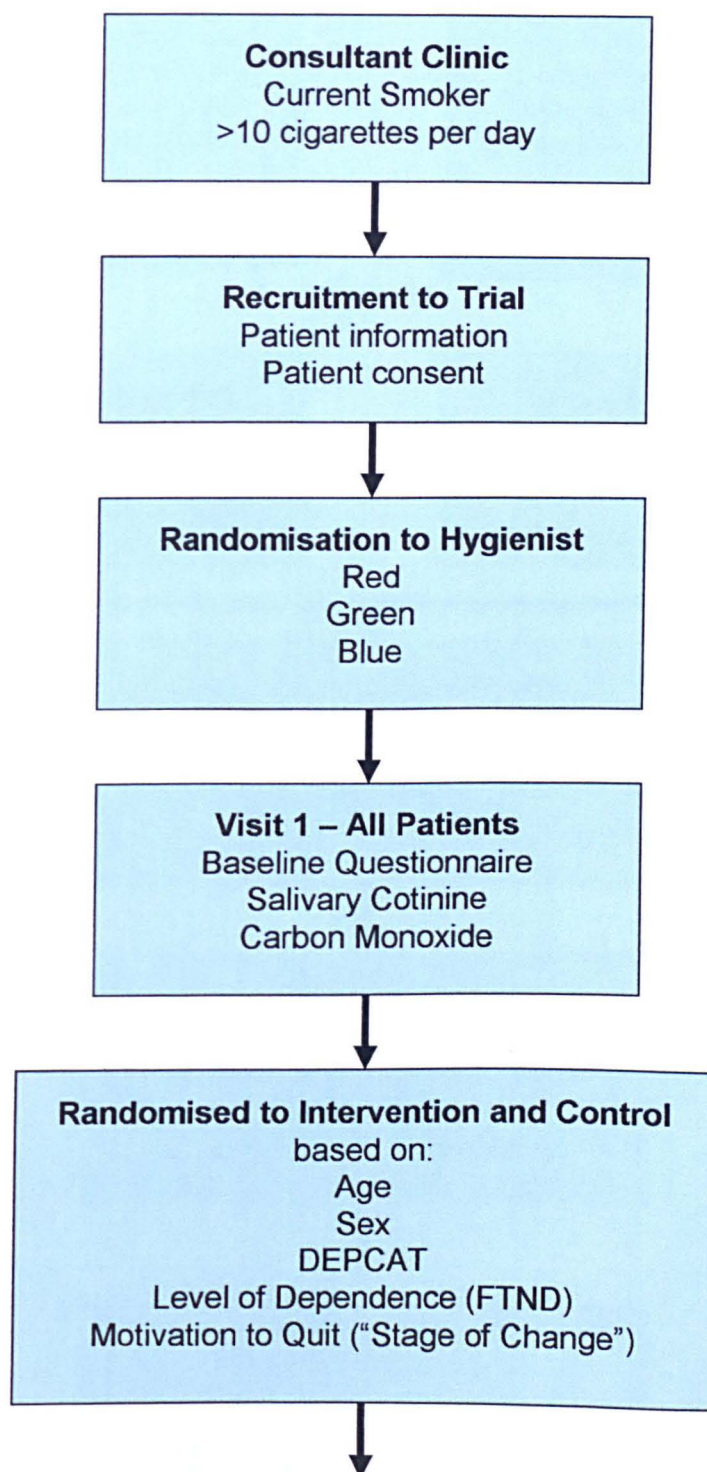 Consultant Clinic
Current Smoker
>10 cigarettes per day
Recruitment to Trial
Patient information
Patient consent
Randomisation to Hygienist
Red
Green
Blue
Visit 1 – All Patients
Baseline Questionnaire
Salivary Cotinine
Carbon Monoxide
Randomised to Intervention and Control
based on:
Age
Sex
DEPCAT
Level of Dependence (FTND)
Motivation to Quit (“Stage of Change”)